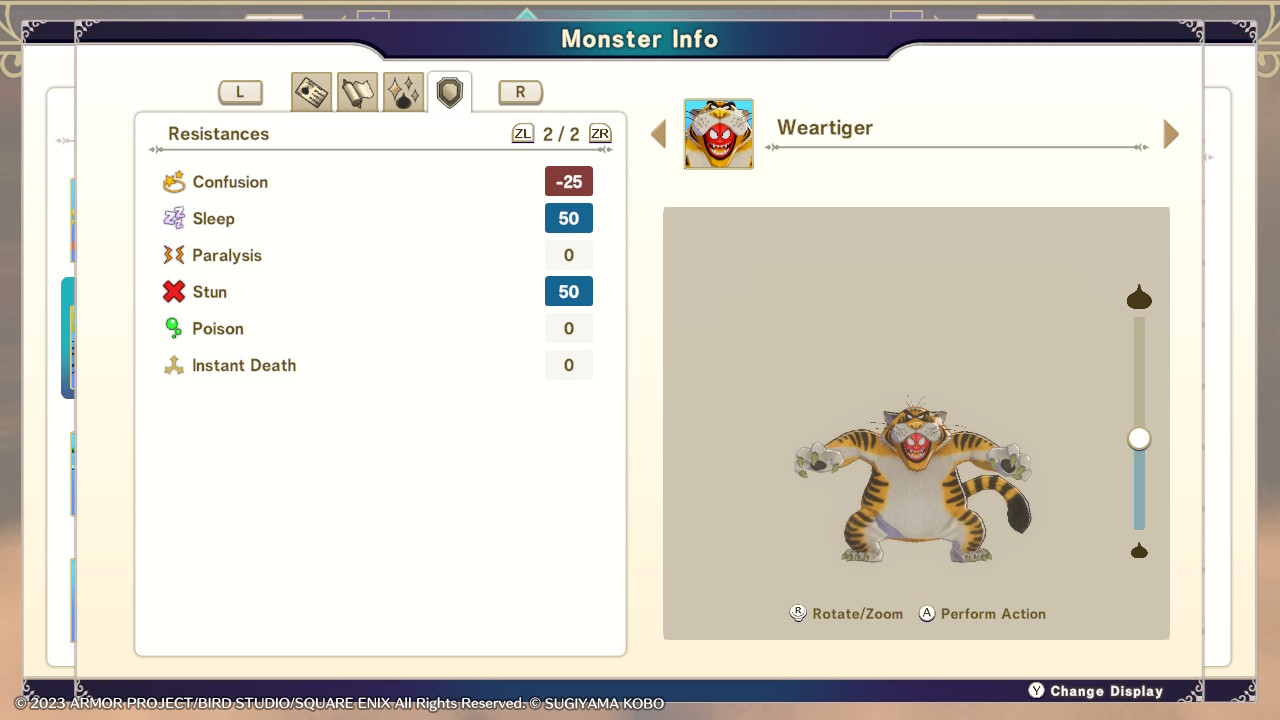 Monster Info
L
R
Resistances
ZL 2 / 2 ZR
Weartiger
Confusion -25
Sleep 50
Paralysis 0
Stun 50
Poison 0
Instant Death 0
R Rotate/Zoom A Perform Action
Y Change Display
© 2023 ARMOR PROJECT/BIRD STUDIO/SQUARE ENIX All Rights Reserved. © SUGIYAMA KOBO